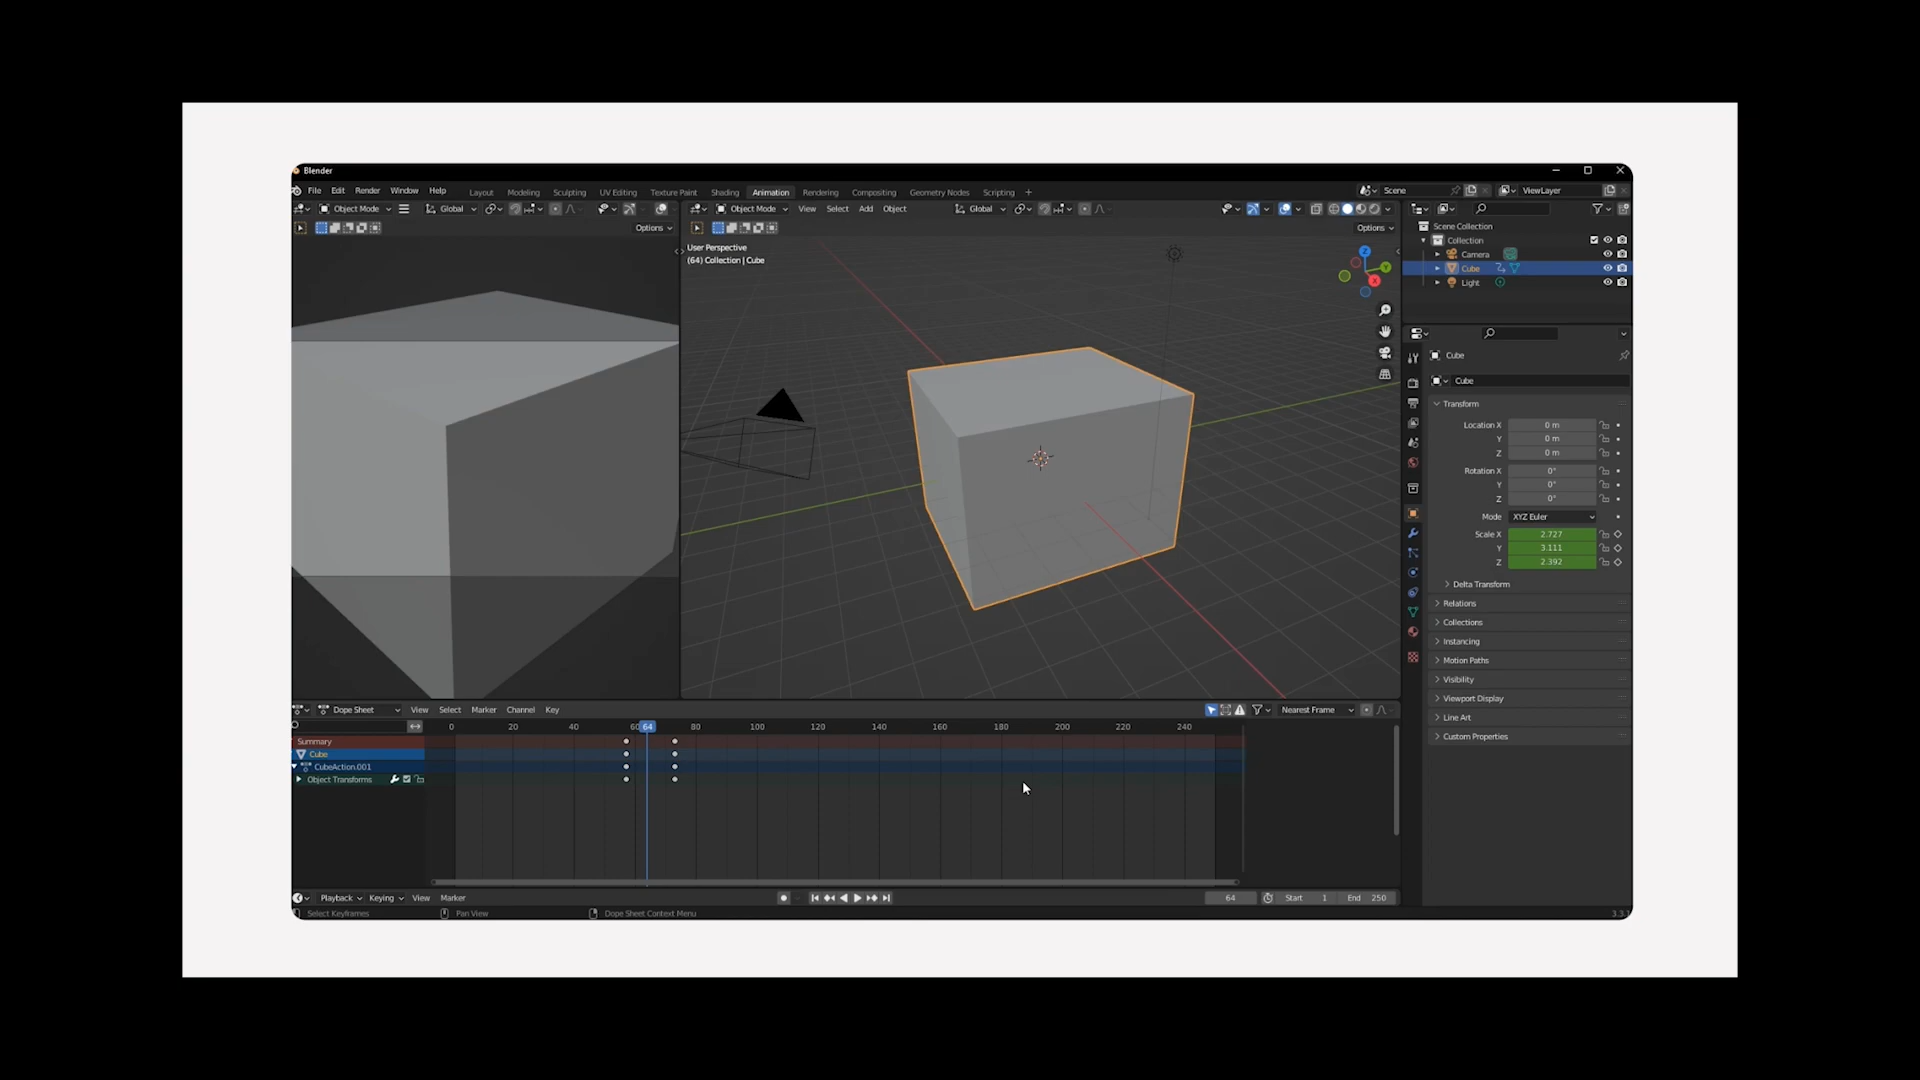 Blender
File Edit Render Window Help Layout Modeling Sculpting UV Editing Texture Paint Shading Animation Rendering Compositing Geometry Nodes Scripting +
Scene
ViewLayer
Object Mode
Global
Options
Object Mode View Select Add Object
Global
Options
User Perspective
(64) Collection | Cube
Z
Y
X
Scene Collection
Collection
Camera
Cube
Light
Cube
Cube
Transform
Location X 0 m
Y 0 m
Z 0 m
Rotation X 0°
Y 0°
Z 0°
Mode XYZ Euler
Scale X 2.727
Y 3.111
Z 2.392
Delta Transform
Relations
Collections
Instancing
Motion Paths
Visibility
Viewport Display
Line Art
Custom Properties
Dope Sheet View Select Marker Channel Key
Nearest Frame
0 20 40 60 64 80 100 120 140 160 180 200 220 240
Summary
Cube
CubeAction.001
Object Transforms
Playback Keying View Marker
64 Start 1 End 250
Select Keyframes Pan View Dope Sheet Context Menu